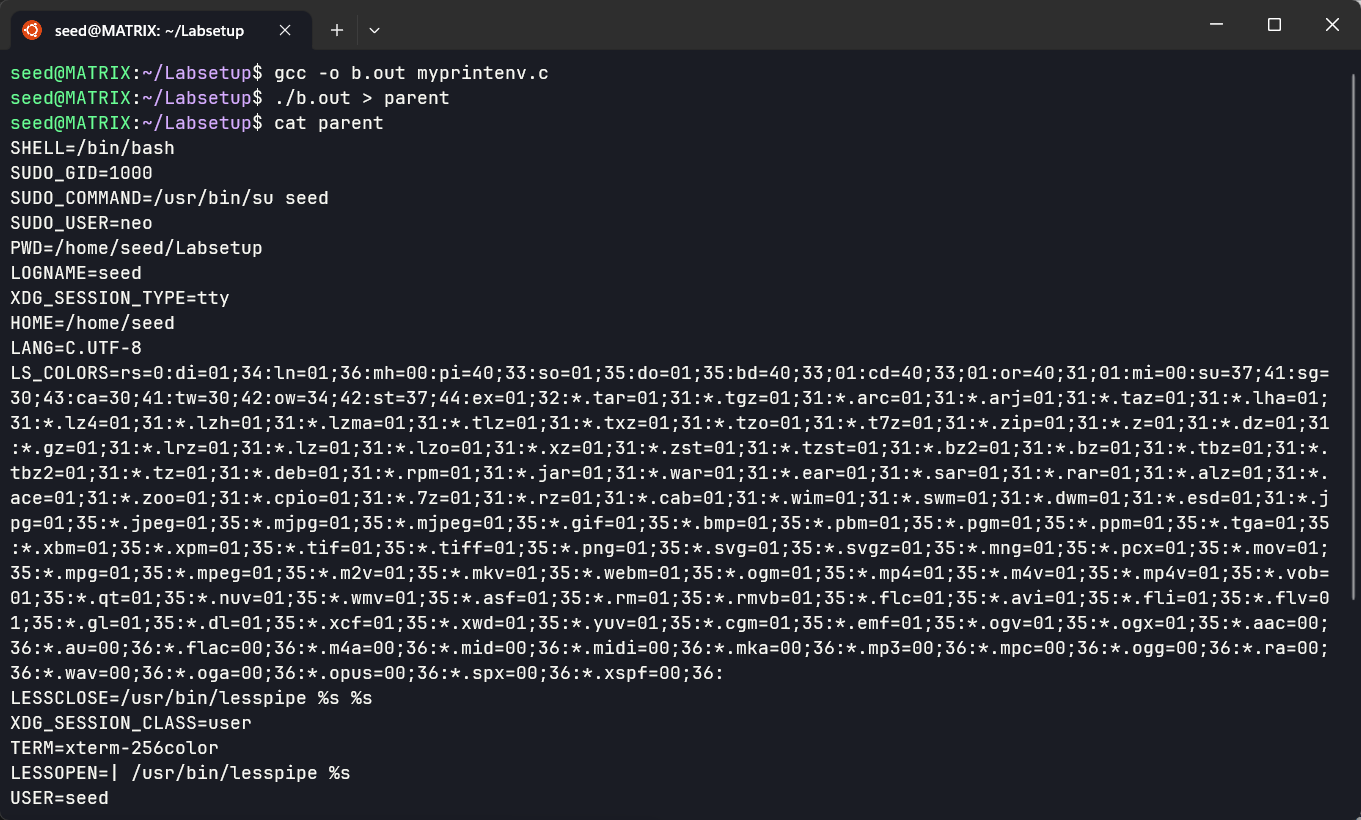 seed@MATRIX: ~/Labsetup
seed@MATRIX:~/Labsetup$ gcc -o b.out myprintenv.c
seed@MATRIX:~/Labsetup$ ./b.out > parent
seed@MATRIX:~/Labsetup$ cat parent
SHELL=/bin/bash
SUDO_GID=1000
SUDO_COMMAND=/usr/bin/su seed
SUDO_USER=neo
PWD=/home/seed/Labsetup
LOGNAME=seed
XDG_SESSION_TYPE=tty
HOME=/home/seed
LANG=C.UTF-8
LS_COLORS=rs=0:di=01;34:ln=01;36:mh=00:pi=40;33:so=01;35:do=01;35:bd=40;33;01:cd=40;33;01:or=40;31;01:mi=00:su=37;41:sg=
30;43:ca=30;41:tw=30;42:ow=34;42:st=37;44:ex=01;32:*.tar=01;31:*.tgz=01;31:*.arc=01;31:*.arj=01;31:*.taz=01;31:*.lha=01;
31:*.lz4=01;31:*.lzh=01;31:*.lzma=01;31:*.tlz=01;31:*.txz=01;31:*.tzo=01;31:*.t7z=01;31:*.zip=01;31:*.z=01;31:*.dz=01;31
:*.gz=01;31:*.lrz=01;31:*.lz=01;31:*.lzo=01;31:*.xz=01;31:*.zst=01;31:*.tzst=01;31:*.bz2=01;31:*.bz=01;31:*.tbz=01;31:*.
tbz2=01;31:*.tz=01;31:*.deb=01;31:*.rpm=01;31:*.jar=01;31:*.war=01;31:*.ear=01;31:*.sar=01;31:*.rar=01;31:*.alz=01;31:*.
ace=01;31:*.zoo=01;31:*.cpio=01;31:*.7z=01;31:*.rz=01;31:*.cab=01;31:*.wim=01;31:*.swm=01;31:*.dwm=01;31:*.esd=01;31:*.j
pg=01;35:*.jpeg=01;35:*.mjpg=01;35:*.mjpeg=01;35:*.gif=01;35:*.bmp=01;35:*.pbm=01;35:*.pgm=01;35:*.ppm=01;35:*.tga=01;35
:*.xbm=01;35:*.xpm=01;35:*.tif=01;35:*.tiff=01;35:*.png=01;35:*.svg=01;35:*.svgz=01;35:*.mng=01;35:*.pcx=01;35:*.mov=01;
35:*.mpg=01;35:*.mpeg=01;35:*.m2v=01;35:*.mkv=01;35:*.webm=01;35:*.ogm=01;35:*.mp4=01;35:*.m4v=01;35:*.mp4v=01;35:*.vob=
01;35:*.qt=01;35:*.nuv=01;35:*.wmv=01;35:*.asf=01;35:*.rm=01;35:*.rmvb=01;35:*.flc=01;35:*.avi=01;35:*.fli=01;35:*.flv=0
1;35:*.gl=01;35:*.dl=01;35:*.xcf=01;35:*.xwd=01;35:*.yuv=01;35:*.cgm=01;35:*.emf=01;35:*.ogv=01;35:*.ogx=01;35:*.aac=00;
36:*.au=00;36:*.flac=00;36:*.m4a=00;36:*.mid=00;36:*.midi=00;36:*.mka=00;36:*.mp3=00;36:*.mpc=00;36:*.ogg=00;36:*.ra=00;
36:*.wav=00;36:*.oga=00;36:*.opus=00;36:*.spx=00;36:*.xspf=00;36:
LESSCLOSE=/usr/bin/lesspipe %s %s
XDG_SESSION_CLASS=user
TERM=xterm-256color
LESSOPEN=| /usr/bin/lesspipe %s
USER=seed